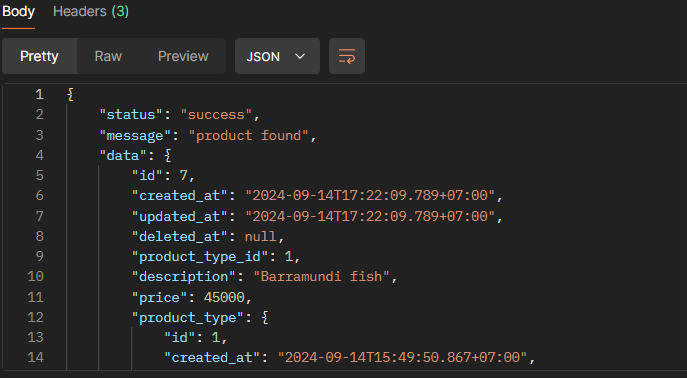 Body Headers (3)
Pretty Raw Preview JSON
1 {
2 "status": "success",
3 "message": "product found",
4 "data": {
5 "id": 7,
6 "created_at": "2024-09-14T17:22:09.789+07:00",
7 "updated_at": "2024-09-14T17:22:09.789+07:00",
8 "deleted_at": null,
9 "product_type_id": 1,
10 "description": "Barramundi fish",
11 "price": 45000,
12 "product_type": {
13 "id": 1,
14 "created_at": "2024-09-14T15:49:50.867+07:00",